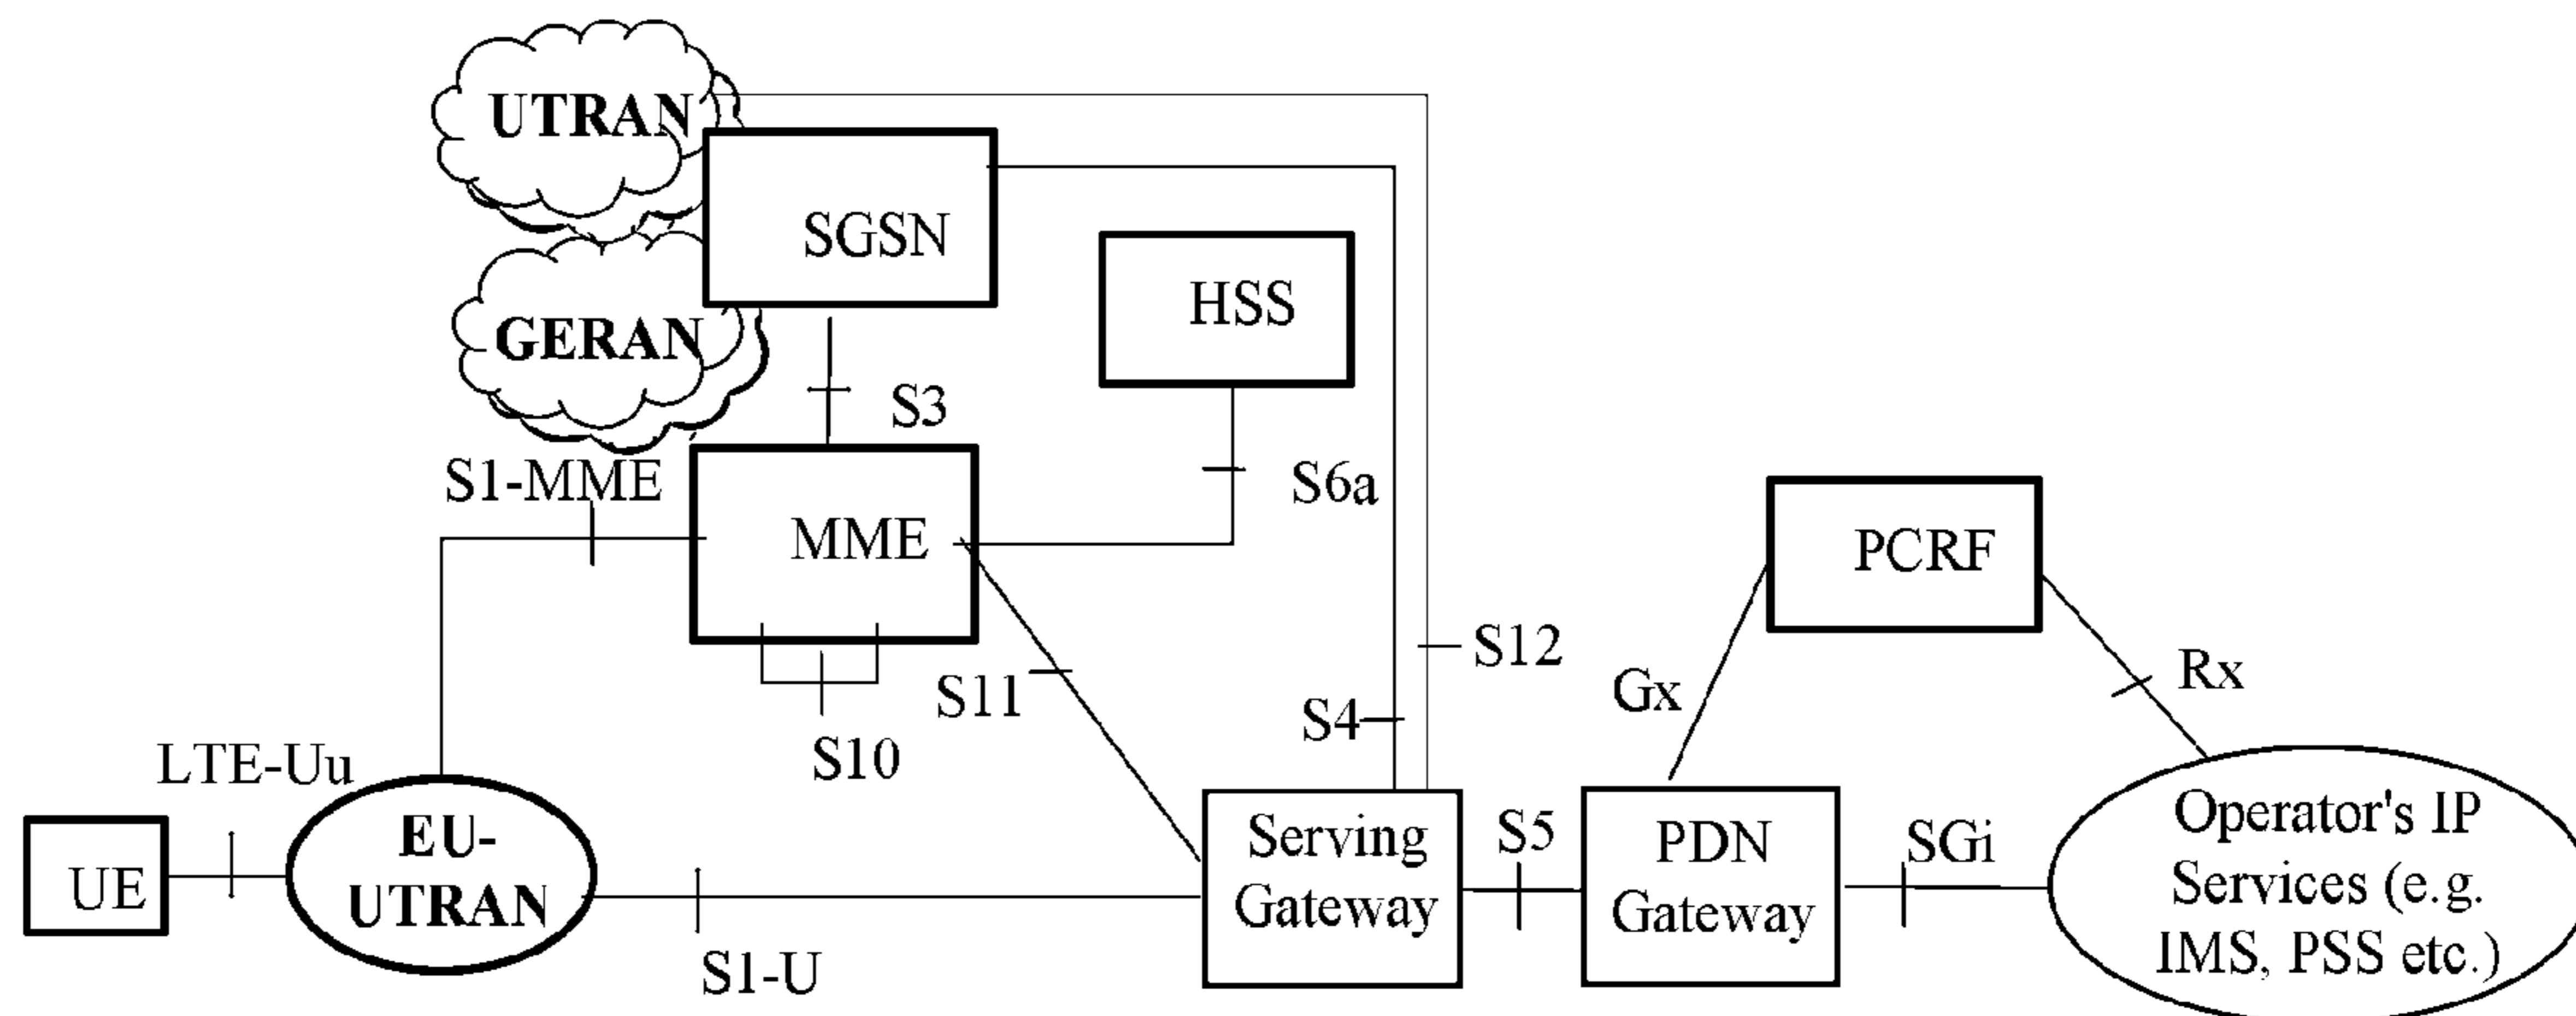 UTRAN
SGSN
HSS
GERAN
S3
S1-MME
S6a
MME
PCRF
S12
S11
Gx
Rx
S4
S10
LTE-Uu
EU-
UTRAN
UE
S1-U
Serving
Gateway
S5
PDN
Gateway
SGi
Operator's IP
Services (e.g.
IMS, PSS etc.)